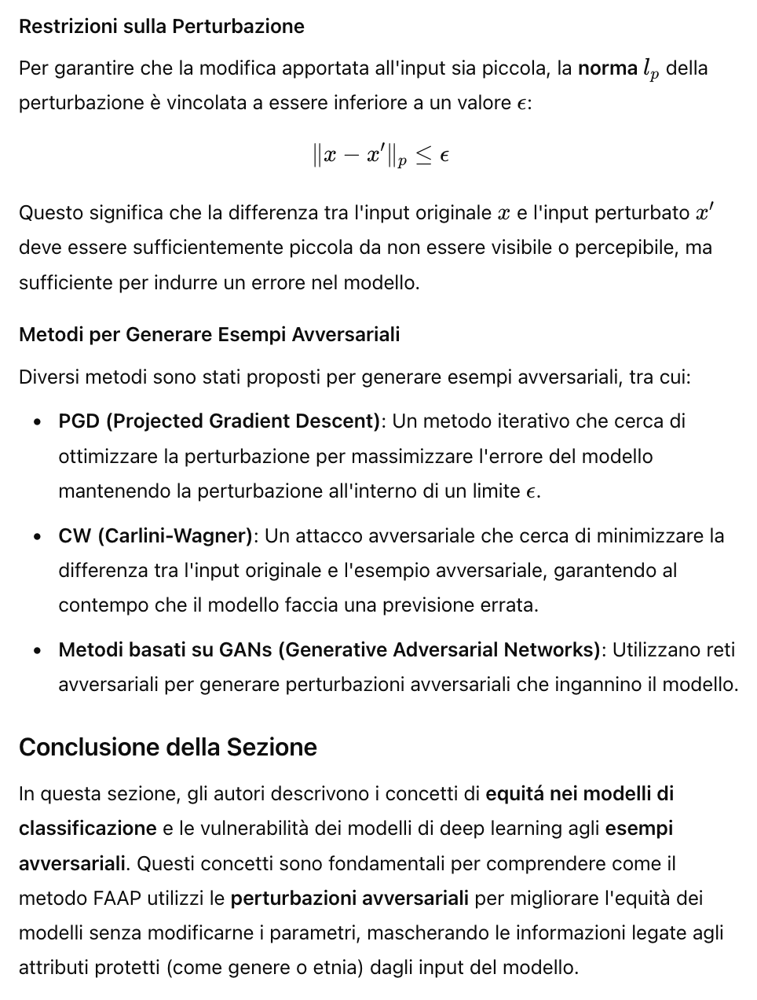 Restrizioni sulla Perturbazione
Per garantire che la modifica apportata all'input sia piccola, la norma $l_p$ della
perturbazione è vincolata a essere inferiore a un valore $\epsilon$:
$\|x - x'\|_p \leq \epsilon$
Questo significa che la differenza tra l'input originale $x$ e l'input perturbato $x'$
deve essere sufficientemente piccola da non essere visibile o percepibile, ma
sufficiente per indurre un errore nel modello.
Metodi per Generare Esempi Avversariali
Diversi metodi sono stati proposti per generare esempi avversariali, tra cui:
• PGD (Projected Gradient Descent): Un metodo iterativo che cerca di
ottimizzare la perturbazione per massimizzare l'errore del modello
mantenendo la perturbazione all'interno di un limite $\epsilon$.
• CW (Carlini-Wagner): Un attacco avversariale che cerca di minimizzare la
differenza tra l'input originale e l'esempio avversariale, garantendo al
contempo che il modello faccia una previsione errata.
• Metodi basati su GANs (Generative Adversarial Networks): Utilizzano reti
avversariali per generare perturbazioni avversariali che ingannino il modello.
Conclusione della Sezione
In questa sezione, gli autori descrivono i concetti di equitá nei modelli di
classificazione e le vulnerabilità dei modelli di deep learning agli esempi
avversariali. Questi concetti sono fondamentali per comprendere come il
metodo FAAP utilizzi le perturbazioni avversariali per migliorare l'equità dei
modelli senza modificarne i parametri, mascherando le informazioni legate agli
attributi protetti (come genere o etnia) dagli input del modello.